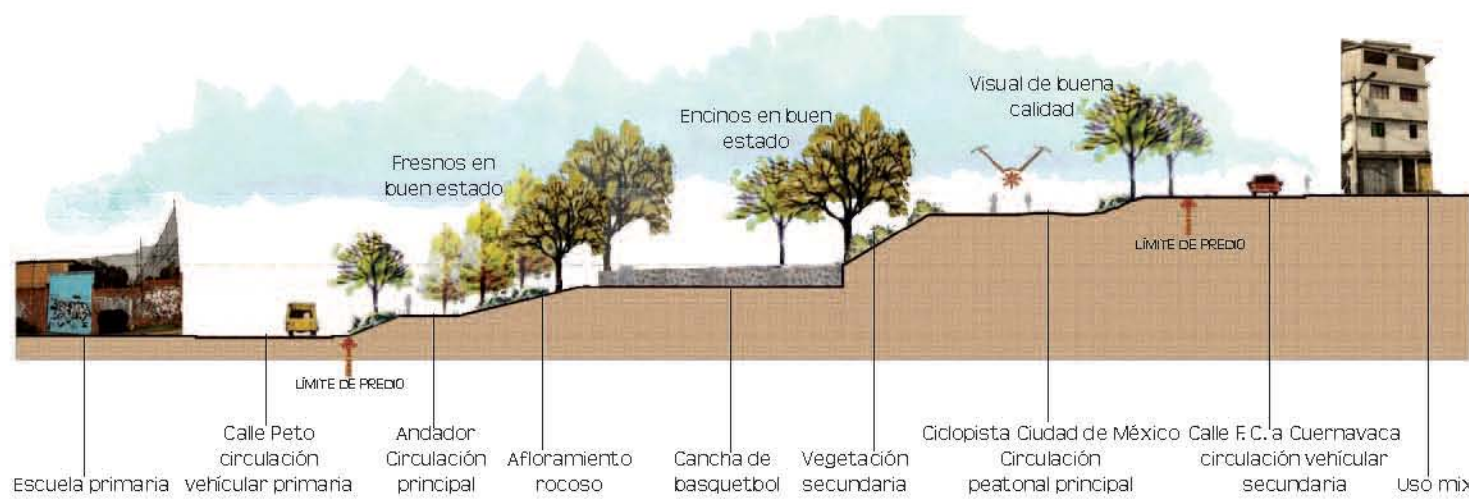 Visual de buena
calidad
Encinos en buen
estado
Fresnos en
buen estado
LÍMITE DE PREDIO
LÍMITE DE PREDIO
Escuela primaria
Calle Peto
circulación
vehícular primaria
Andador
Circulación
principal
Afloramiento
rocoso
Cancha de
basquetbol
Vegetación
secundaria
Ciclopista Ciudad de México
Circulación
peatonal principal
Calle F.C. a Cuernavaca
circulación vehícular
secundaria
Uso mix